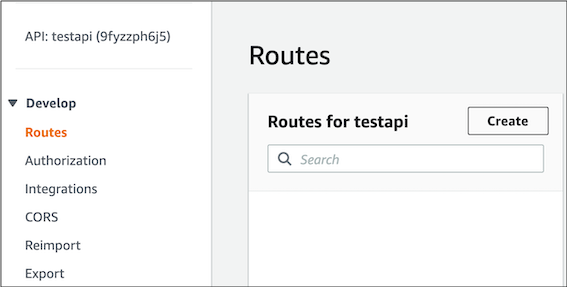 API: testapi (9fyzzph6j5)
Develop
Routes
Authorization
Integrations
CORS
Reimport
Export
Routes
Routes for testapi
Create
Search